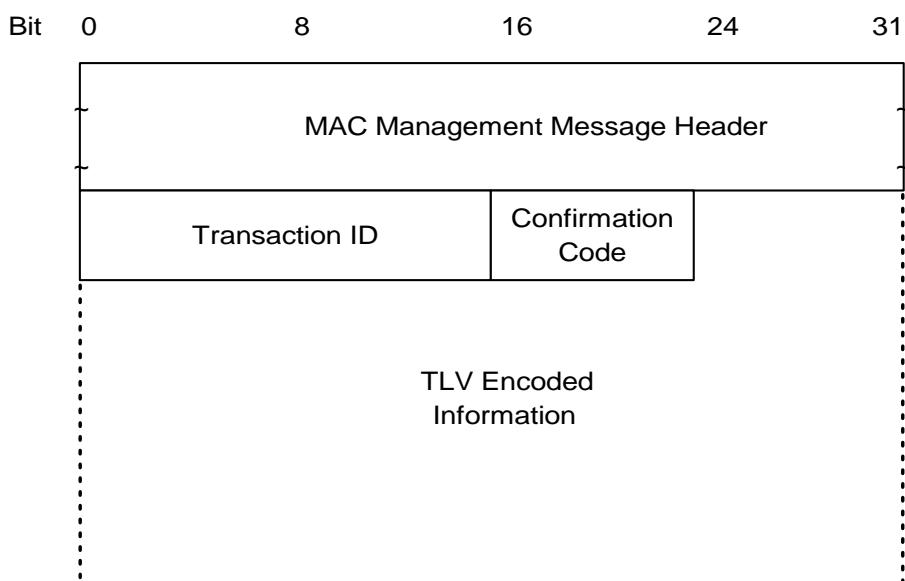 Bit 0 8 16 24 31
MAC Management Message Header
Transaction ID
Confirmation
Code
TLV Encoded
Information